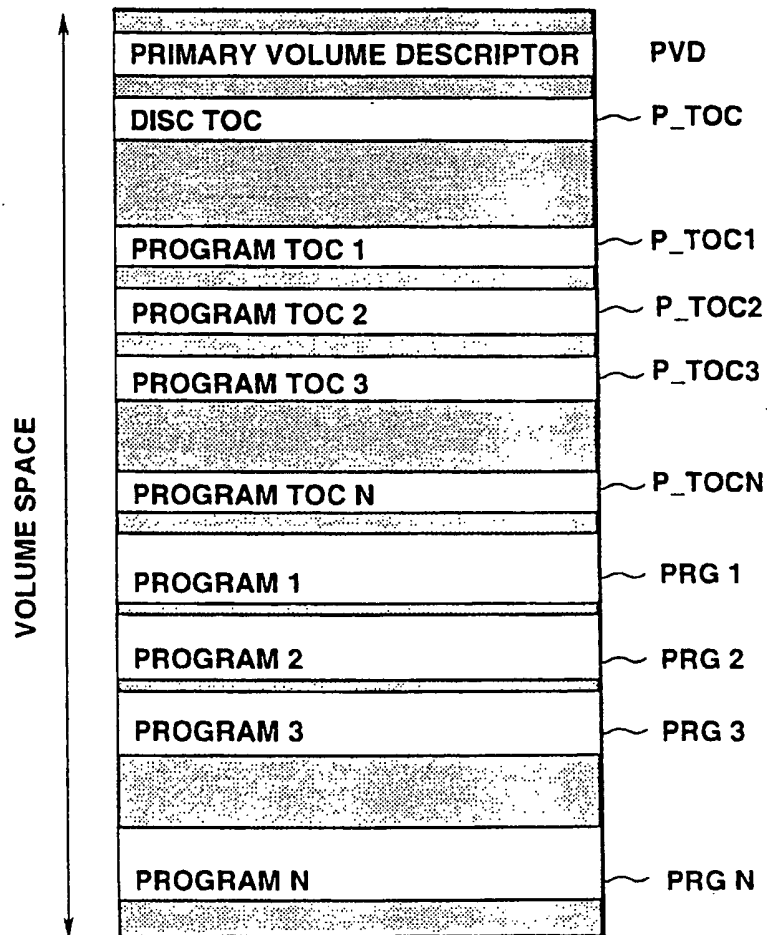 PRIMARY VOLUME DESCRIPTOR PVD
DISC TOC P_TOC
PROGRAM TOC 1 P_TOC1
PROGRAM TOC 2 P_TOC2
PROGRAM TOC 3 P_TOC3
PROGRAM TOC N P_TOCN
VOLUME SPACE
PROGRAM 1 PRG 1
PROGRAM 2 PRG 2
PROGRAM 3 PRG 3
PROGRAM N PRG N